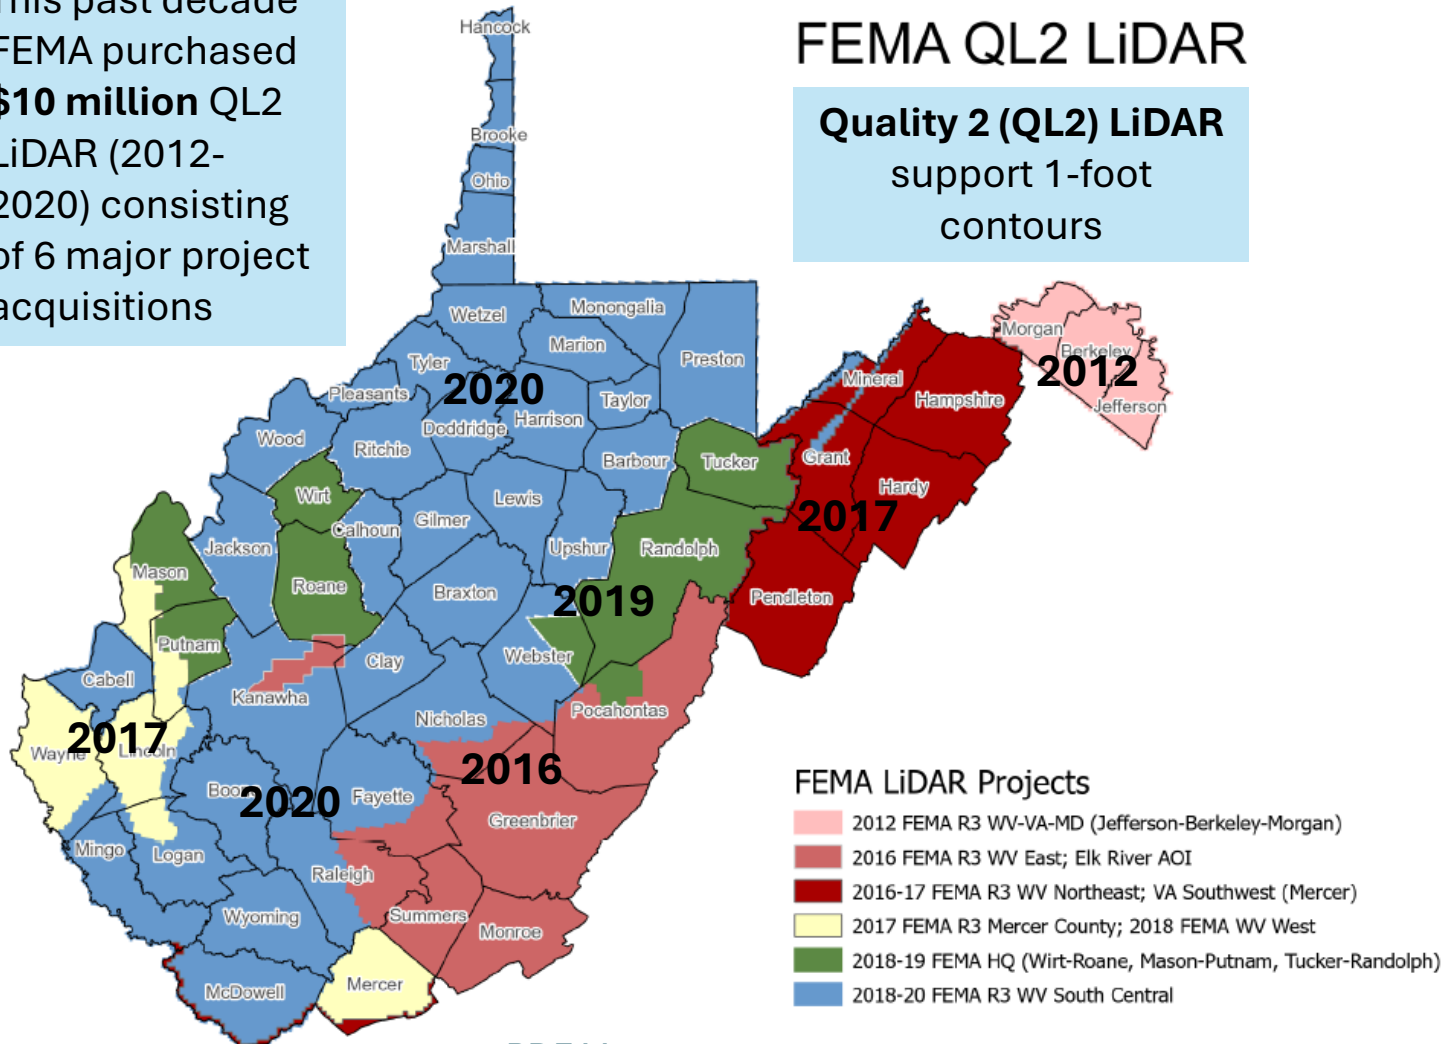 This past decade
FEMA purchased
$10 million QL2
LiDAR (2012-
2020) consisting
of 6 major project
acquisitions
FEMA QL2 LiDAR
Quality 2 (QL2) LiDAR
support 1-foot
contours
Hancock
Brooke
Ohio
Marshall
Wetzel
Monongalia
Marion
Preston
Tyler
2020
Pleasants
Taylor
Harrison
Doddridge
Wood
Ritchie
Barbour
Tucker
Morgan
Berkeley
2012
Jefferson
Mineral
Hampshire
Grant
Hardy
2017
Pendleton
Wirt
Lewis
Calhoun
Gilmer
Jackson
Upshur
Randolph
Mason
Roane
Braxton
2019
Putnam
Webster
Clay
Cabell
Kanawha
Pocahontas
Nicholas
2017
Wayne
Lincoln
2016
Boone
2020
Fayette
Greenbrier
Mingo
Logan
Raleigh
Wyoming
Summers
Monroe
McDowell
Mercer
FEMA LiDAR Projects
2012 FEMA R3 WV-VA-MD (Jefferson-Berkeley-Morgan)
2016 FEMA R3 WV East; Elk River AOI
2016-17 FEMA R3 WV Northeast; VA Southwest (Mercer)
2017 FEMA R3 Mercer County; 2018 FEMA WV West
2018-19 FEMA HQ (Wirt-Roane, Mason-Putnam, Tucker-Randolph)
2018-20 FEMA R3 WV South Central